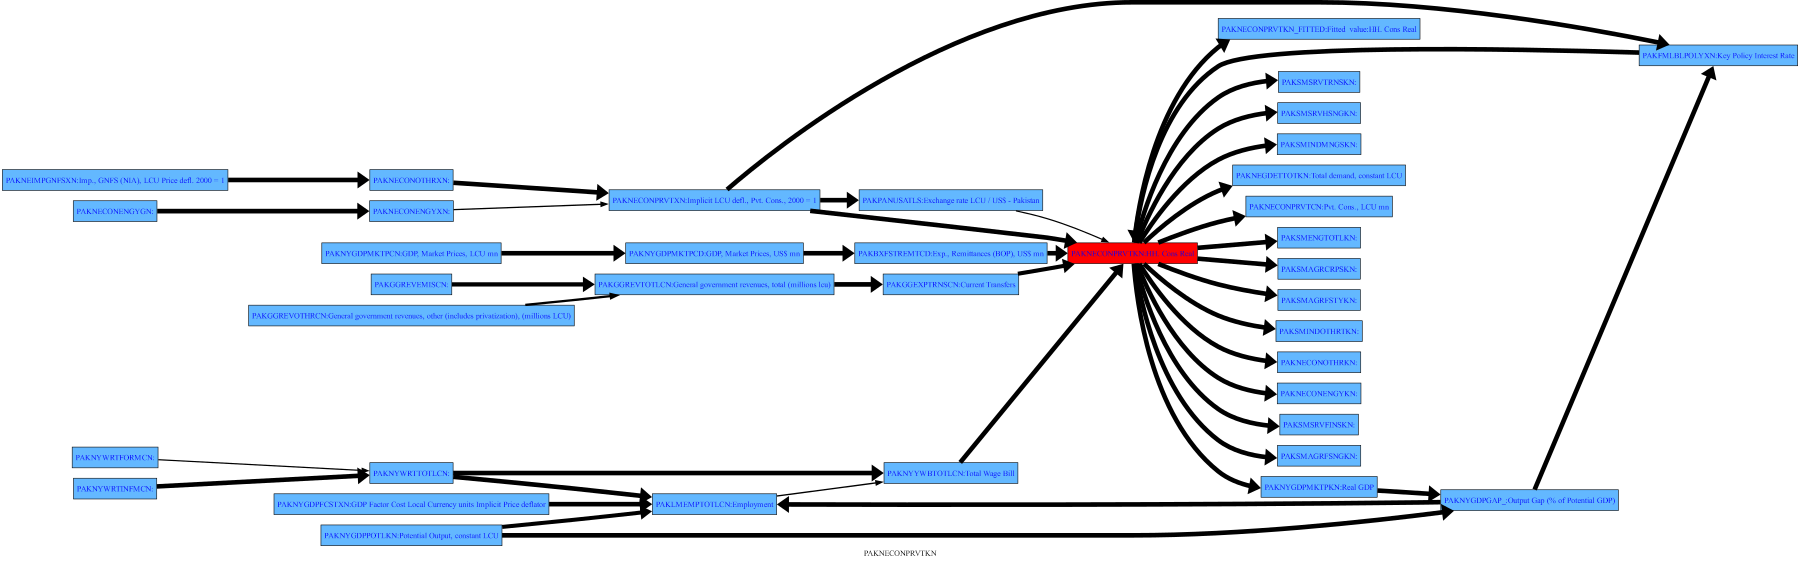 PAKNECONPRVTKN_FITTED:Fitted value:HH. Cons Real
PAKFMLBLPOLYXN:Key Policy Interest Rate
PAKSMSRVTRNSKN:
PAKSMSRVHSNGKN:
PAKSMINDMNGSKN:
PAKNEIMPGNFSXN:Imp., GNFS (NIA), LCU Price defl. 2000 = 1
PAKNECONOTHRXN:
PAKNEGDETTOTKN:Total demand, constant LCU
PAKNECONENGYGN:
PAKNECONENGYXN:
PAKNECONPRVTXN:Implicit LCU defl., Pvt. Cons., 2000 = 1
PAKPANUSATLS:Exchange rate LCU / US$ - Pakistan
PAKNECONPRVTCN:Pvt. Cons., LCU mn
PAKSMENGTOTLKN:
PAKNYGDPMKTPCN:GDP, Market Prices, LCU mn
PAKNYGDPMKTPCD:GDP, Market Prices, US$ mn
PAKBXFSTREMTCD:Exp., Remittances (BOP), US$ mn
PAKNECONPRVTKN:HH. Cons Real
PAKSMAGRCRPSKN:
PAKGGREVEMISCN:
PAKGGREVTOTLCN:General government revenues, total (millions lcu)
PAKGGEXPTRNSCN:Current Transfers
PAKSMAGRFSTYKN:
PAKGGREVOTHRCN:General government revenues, other (includes privatization), (millions LCU)
PAKSMINDOTHRTKN:
PAKNECONOTHRKN:
PAKNECONENGYKN:
PAKSMSRVFINSKN:
PAKSMAGRFSNGKN:
PAKNYWRTFORMCN:
PAKNYWRTINFMCN:
PAKNYWRTTOTLCN:
PAKNYYWBTOTLCN:Total Wage Bill
PAKNYGDPMKTPKN:Real GDP
PAKNYGDPFCSTXN:GDP Factor Cost Local Currency units Implicit Price deflator
PAKLMEMPTOTLCN:Employment
PAKNYGDPGAP_:Output Gap (% of Potential GDP)
PAKNYGDPPOTLKN:Potential Output, constant LCU
PAKNECONPRVTKN